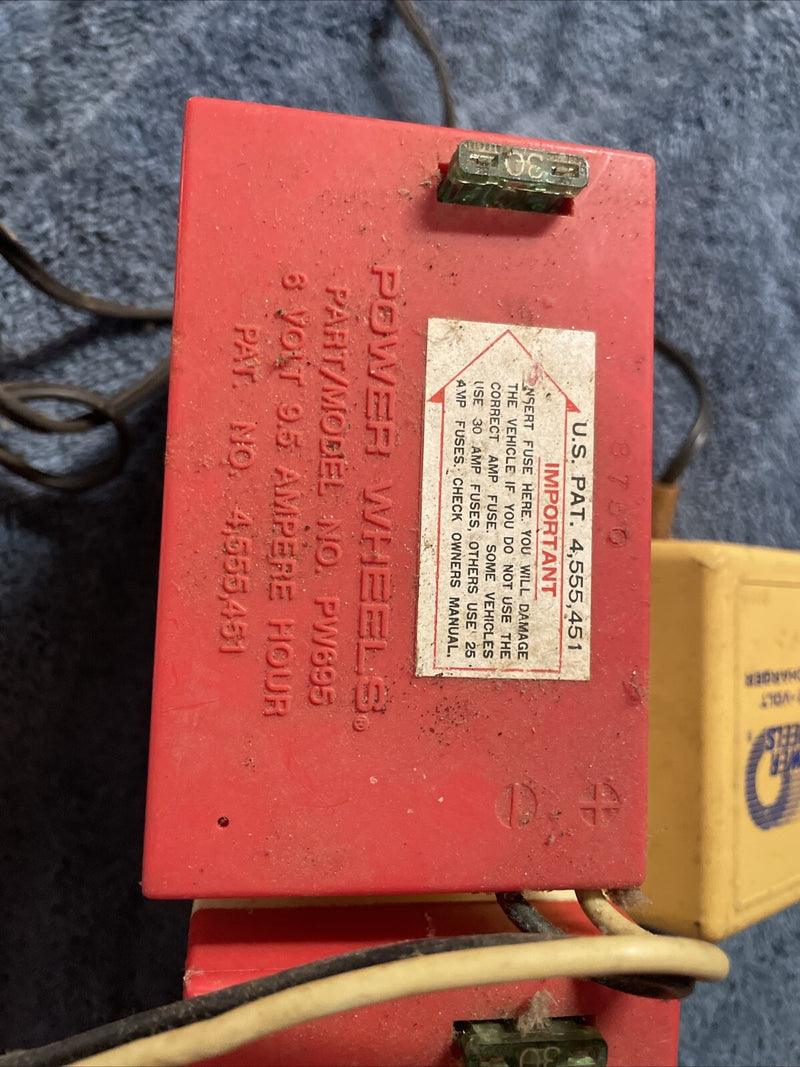 30
POWER WHEELS®
PART/MODEL NO. PW695
6 VOLT 9.5 AMPERE HOUR
PAT. NO. 4,555,451
U.S. PAT. 4,555,451
IMPORTANT
INSERT FUSE HERE. YOU WILL DAMAGE
THE VEHICLE IF YOU DO NOT USE THE
CORRECT AMP FUSE. SOME VEHICLES
USE 30 AMP FUSES, OTHERS USE 25
AMP FUSES. CHECK OWNERS MANUAL.
+
−
-VOLT
CHARGER
30